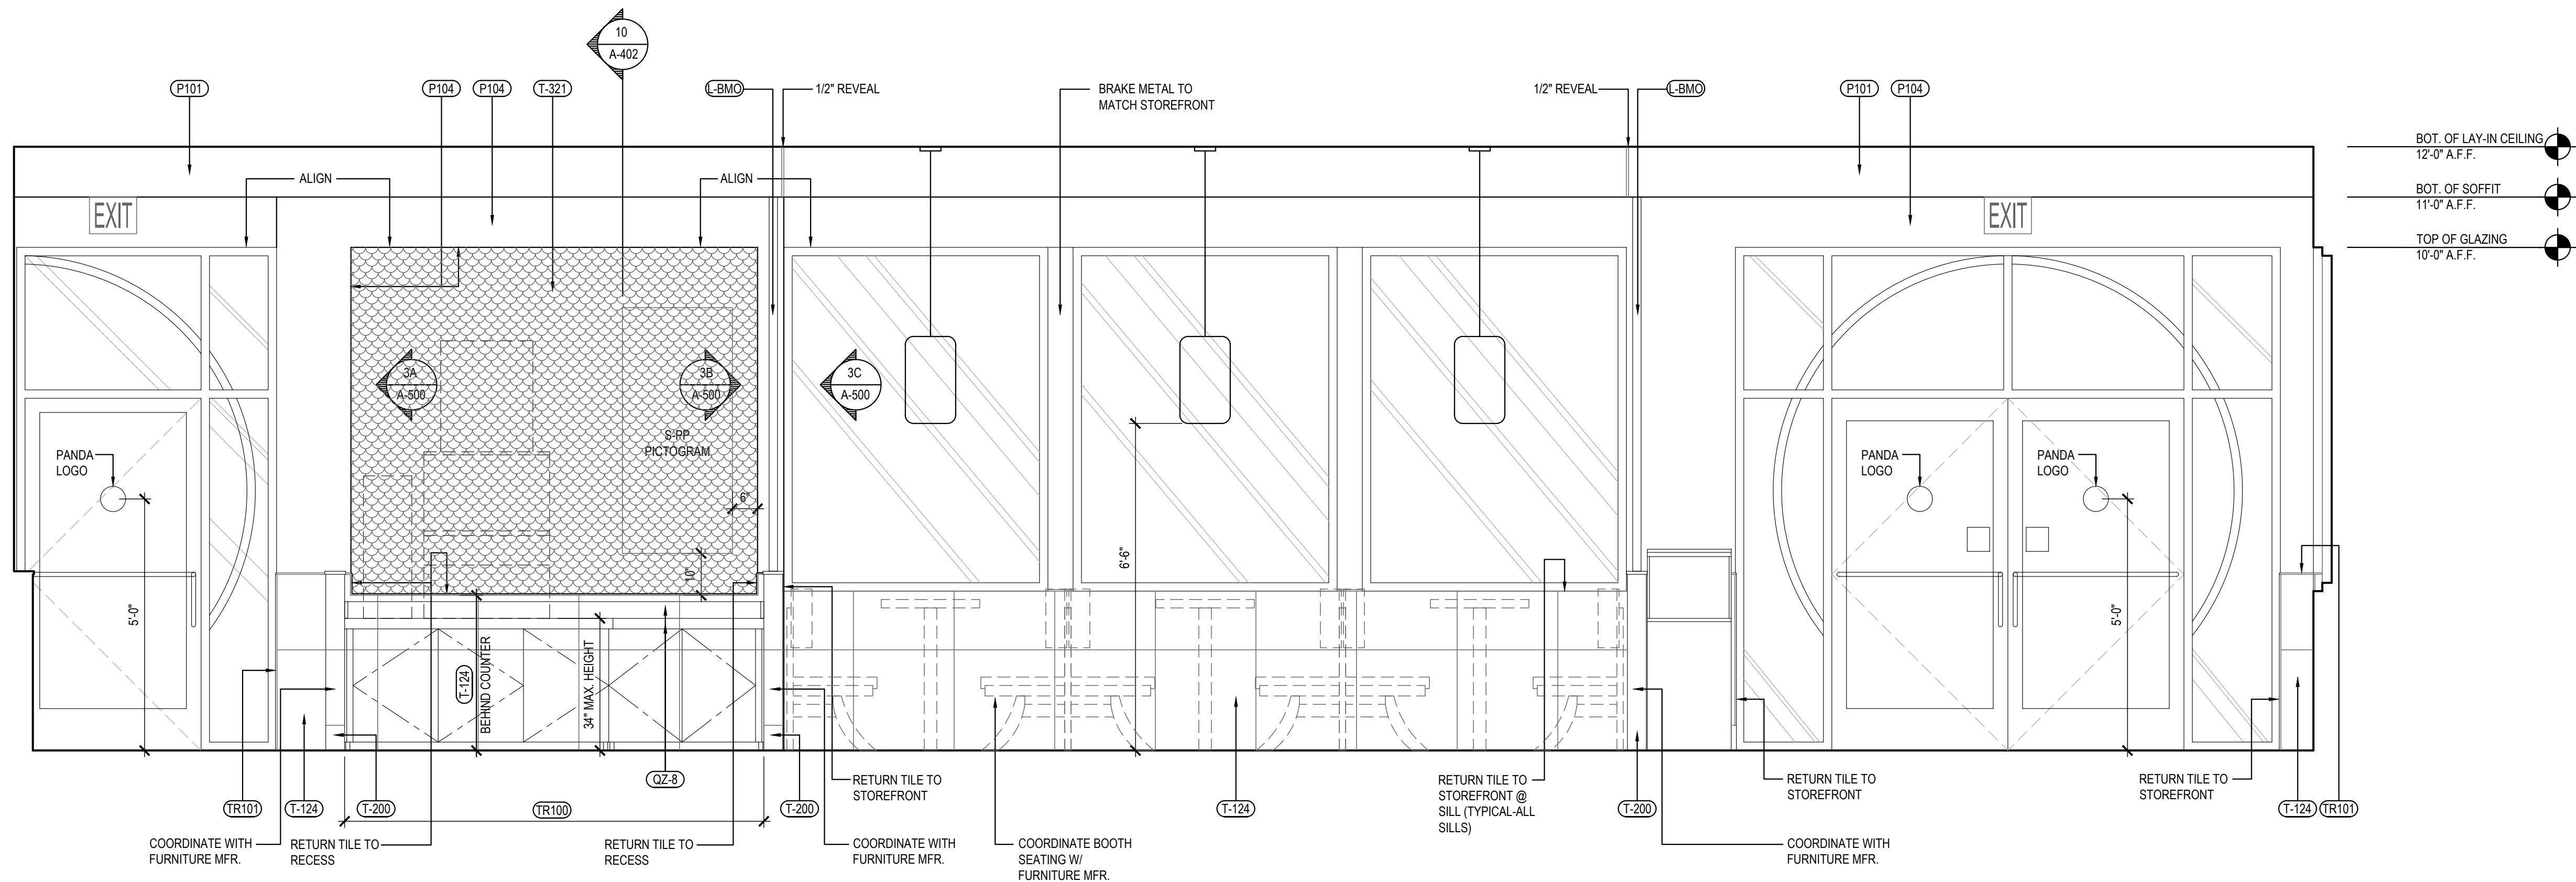 10
A-402
P101
P104
P104
T-321
L-BMO
1/2" REVEAL
BRAKE METAL TO
MATCH STOREFRONT
1/2" REVEAL
L-BMO
P101
P104
BOT. OF LAY-IN CEILING
12'-0" A.F.F.
ALIGN
ALIGN
BOT. OF SOFFIT
11'-0" A.F.F.
EXIT
EXIT
TOP OF GLAZING
10'-0" A.F.F.
3A
A-500
3B
A-500
3C
A-500
S-PP
PICTOGRAM
PANDA
LOGO
PANDA
LOGO
PANDA
LOGO
6"
6'-6"
10"
5'-0"
5'-0"
T-124
BEHIND COUNTER
34" MAX. HEIGHT
QZ-8
RETURN TILE TO
STOREFRONT
RETURN TILE TO
STOREFRONT @
SILL (TYPICAL-ALL
SILLS)
RETURN TILE TO
STOREFRONT
RETURN TILE TO
STOREFRONT
TR101
T-124
T-200
TR100
T-200
T-124
T-200
T-124
TR101
COORDINATE WITH
FURNITURE MFR.
RETURN TILE TO
RECESS
RETURN TILE TO
RECESS
COORDINATE WITH
FURNITURE MFR.
COORDINATE BOOTH
SEATING W/
FURNITURE MFR.
COORDINATE WITH
FURNITURE MFR.